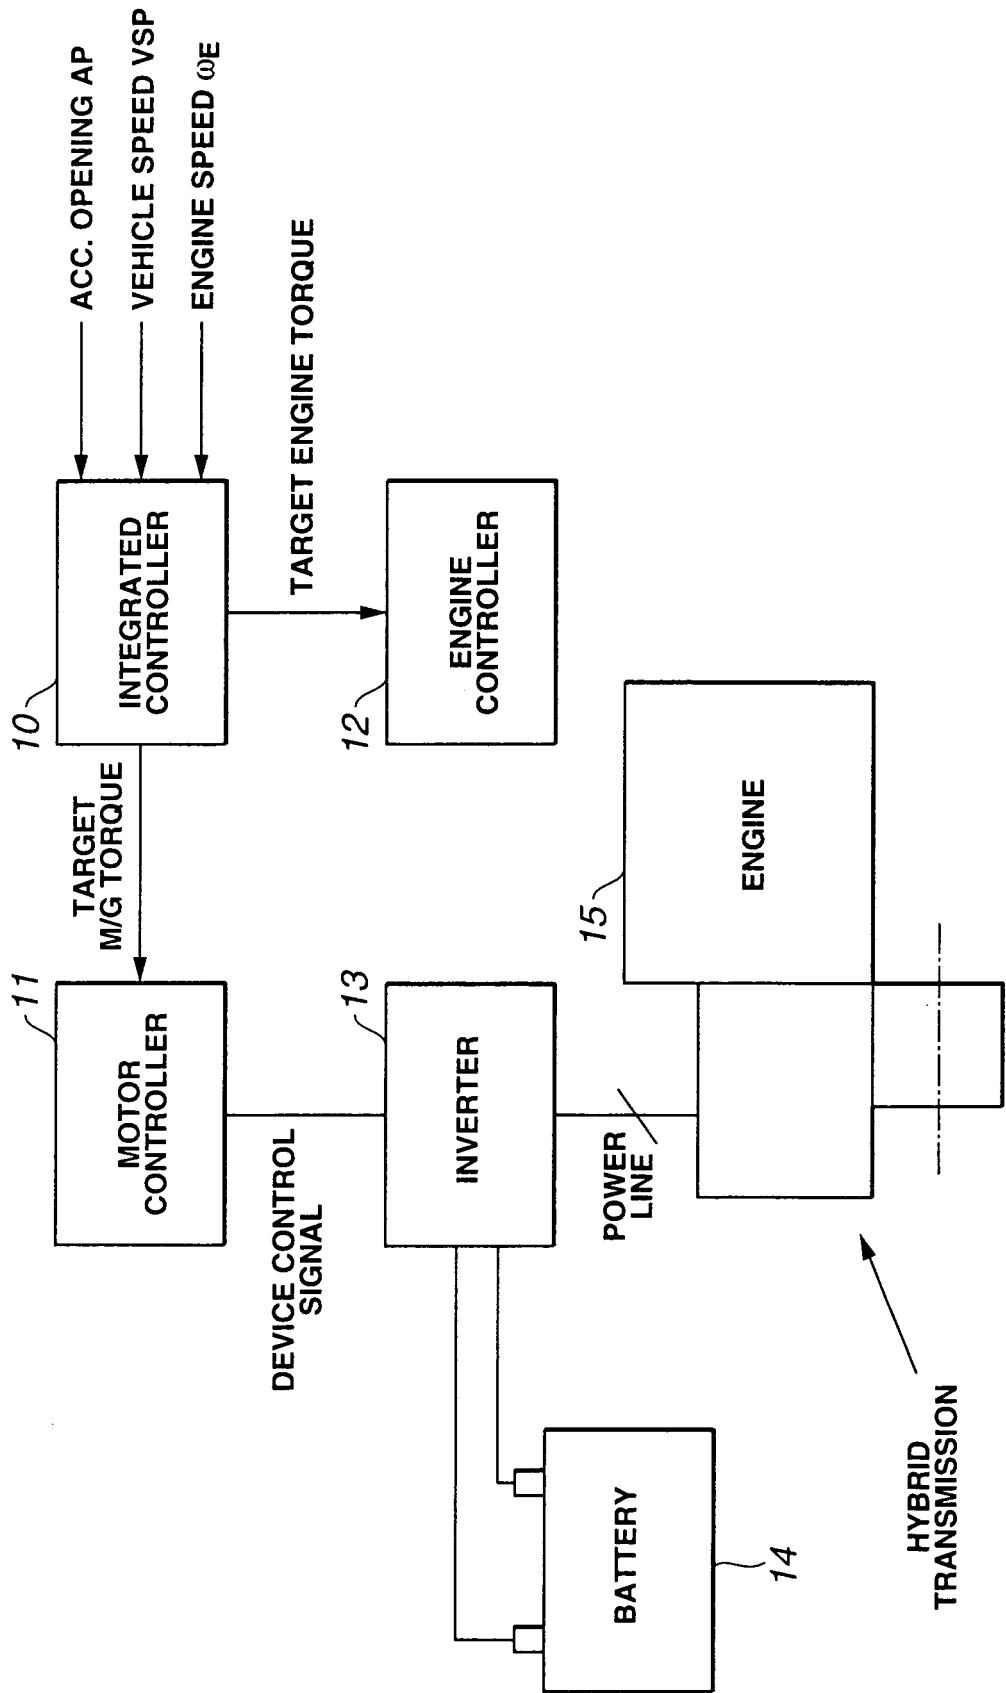 ACC. OPENING AP
VEHICLE SPEED VSP
ENGINE SPEED ωE
10
INTEGRATED
CONTROLLER
TARGET
M/G TORQUE
11
MOTOR
CONTROLLER
TARGET ENGINE TORQUE
12
ENGINE
CONTROLLER
DEVICE CONTROL
SIGNAL
13
INVERTER
BATTERY
14
POWER
LINE
15
ENGINE
HYBRID
TRANSMISSION